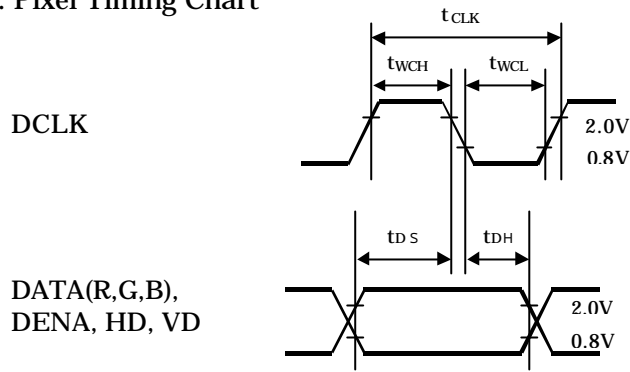 . Pixel Timing Chart
tCLK
tWCH tWCL
DCLK
2.0V
0.8V
tDS tDH
DATA(R,G,B),
DENA, HD, VD
2.0V
0.8V